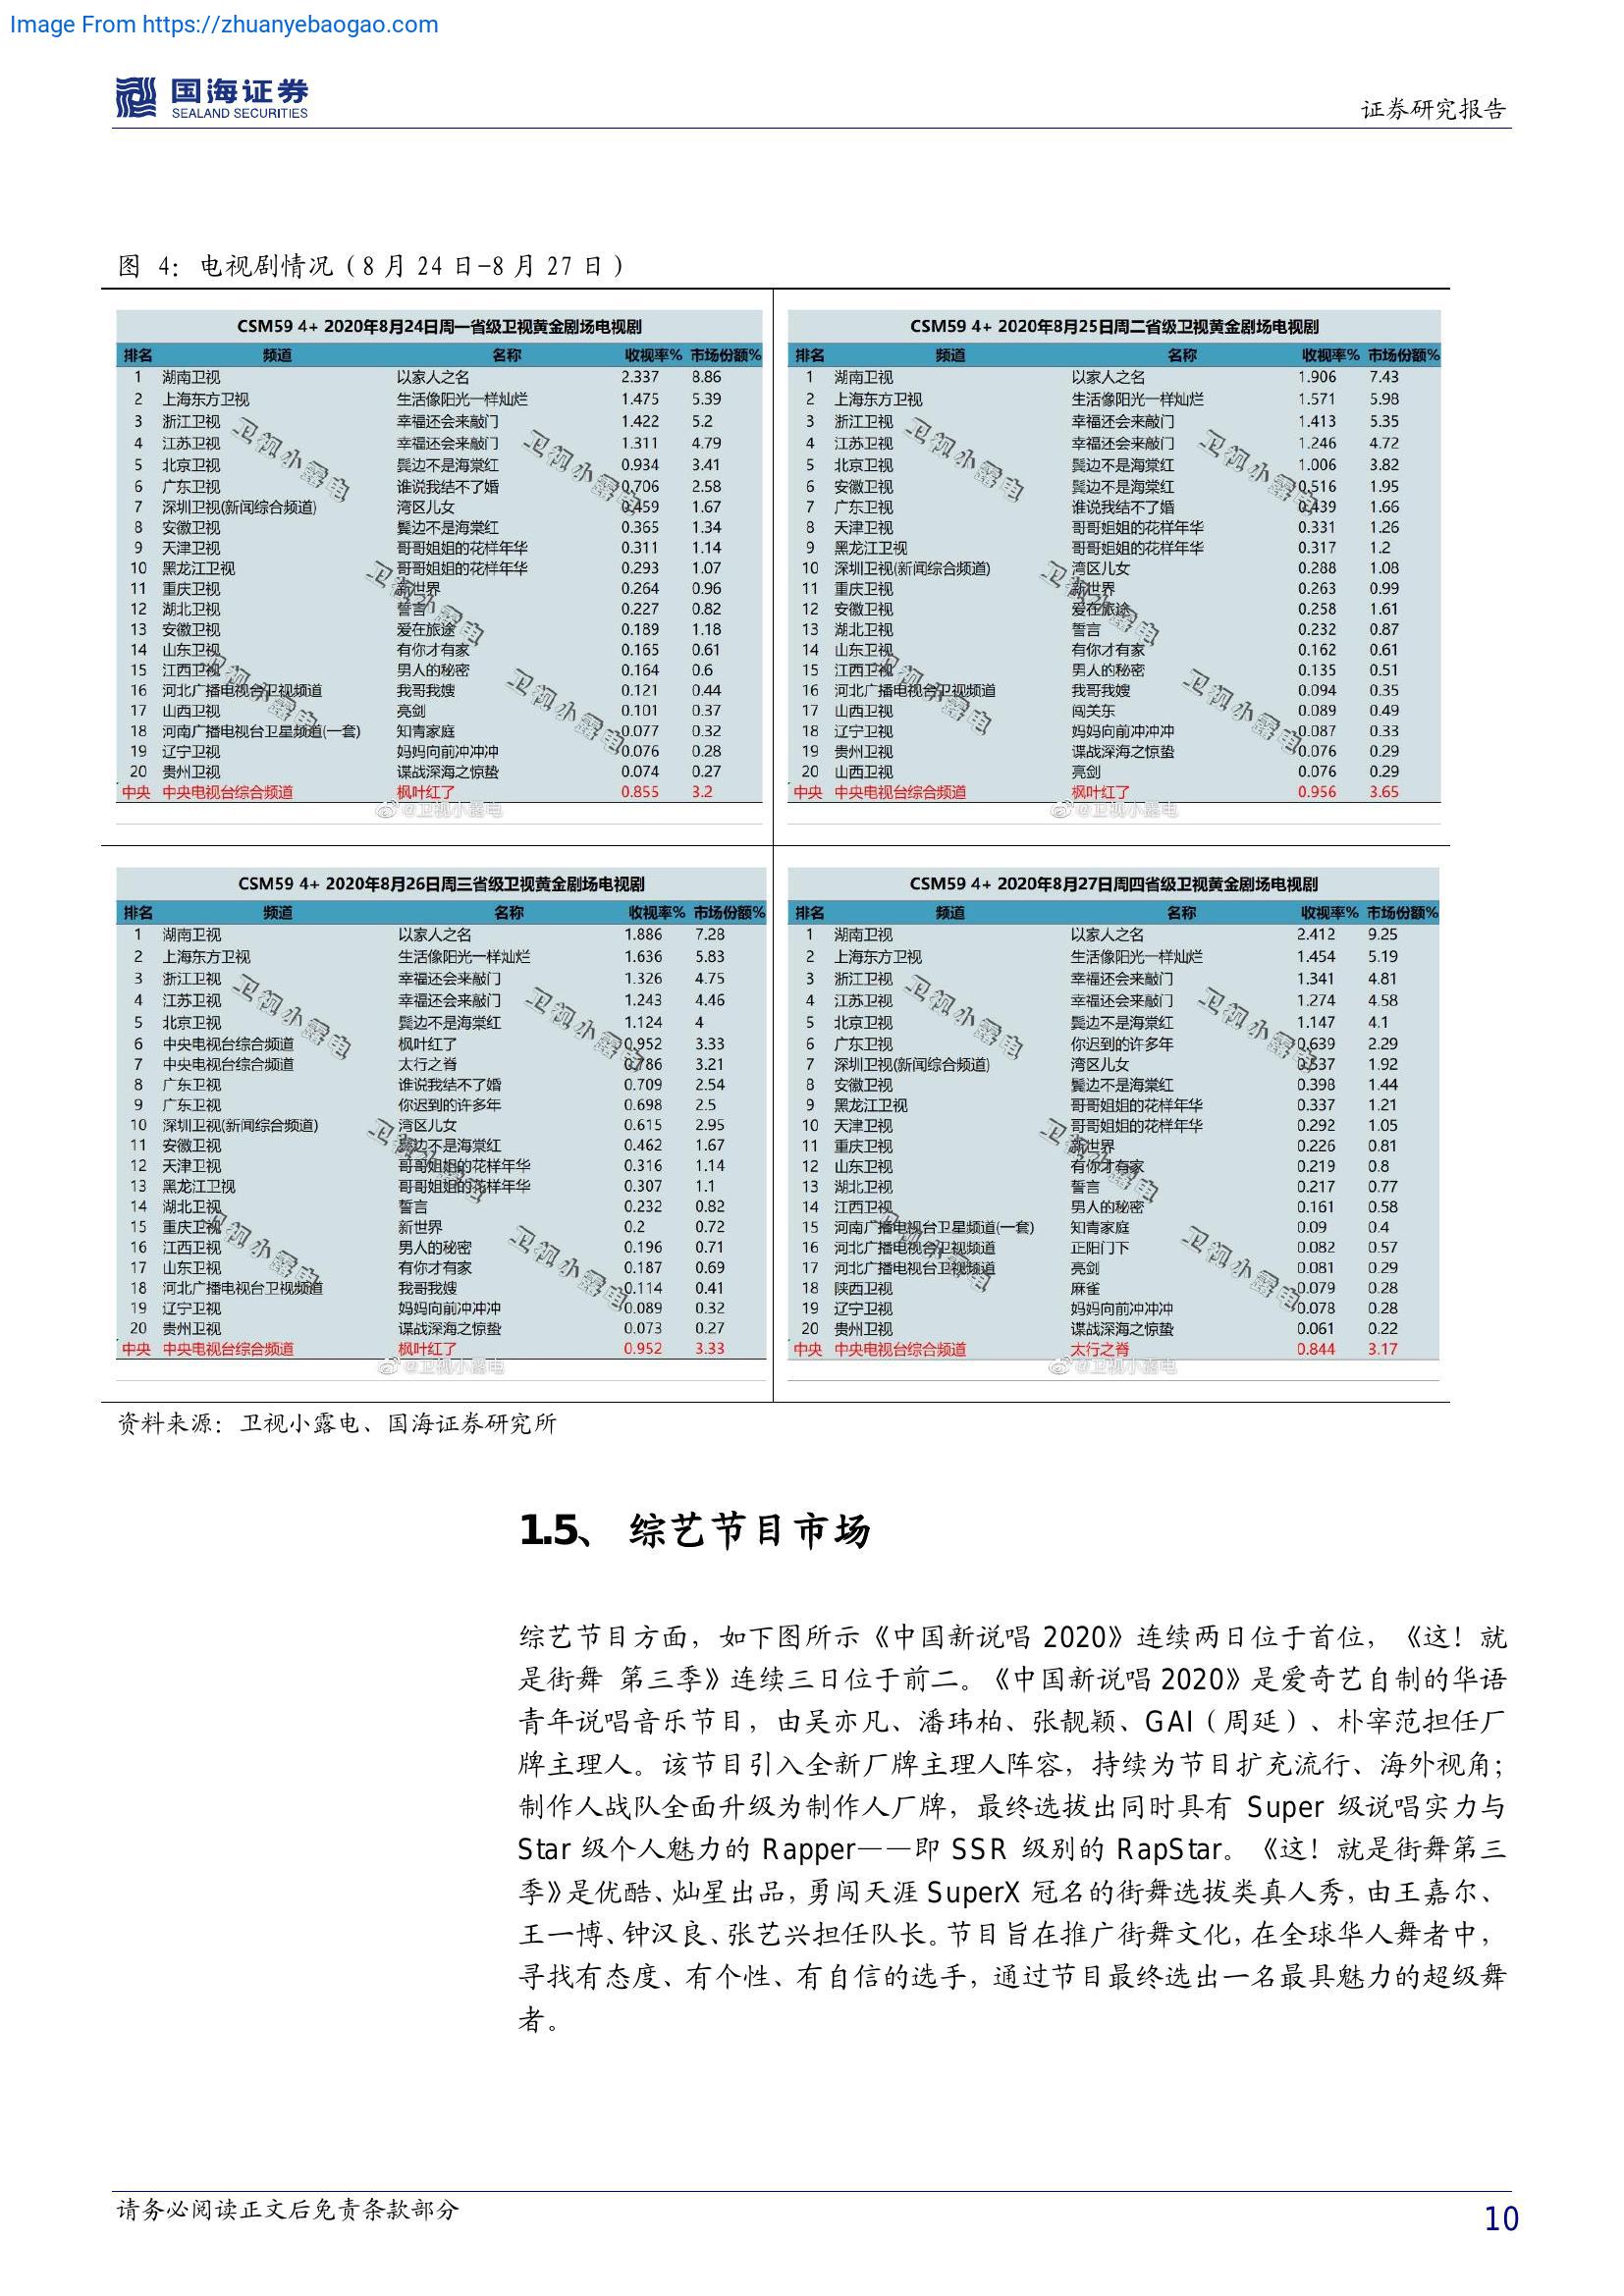 Image From https://zhuanyebaogao.com
国海证券
SEALAND SECURITIES
证券研究报告
图 4：电视剧情况（8 月 24 日-8 月 27 日）
CSM59 4+ 2020年8月24日周一省级卫视黄金剧场电视剧
排名 频道 名称 收视率% 市场份额%
1 湖南卫视 以家人之名 2.337 8.86
2 上海东方卫视 生活像阳光一样灿烂 1.475 5.39
3 浙江卫视 幸福还会来敲门 1.422 5.2
4 江苏卫视 幸福还会来敲门 1.311 4.79
5 北京卫视 鬓边不是海棠红 0.934 3.41
6 广东卫视 谁说我结不了婚 0.706 2.58
7 深圳卫视(新闻综合频道) 湾区儿女 0.459 1.67
8 安徽卫视 鬓边不是海棠红 0.365 1.34
9 天津卫视 哥哥姐姐的花样年华 0.311 1.14
10 黑龙江卫视 哥哥姐姐的花样年华 0.293 1.07
11 重庆卫视 新世界 0.264 0.96
12 湖北卫视 誓言 0.227 0.82
13 安徽卫视 爱在旅途 0.189 1.18
14 山东卫视 有你才有家 0.165 0.61
15 江西卫视 男人的秘密 0.164 0.6
16 河北广播电视台卫视频道 我哥我嫂 0.121 0.44
17 山西卫视 亮剑 0.101 0.37
18 河南广播电视台卫星频道(一套) 知青家庭 0.077 0.32
19 辽宁卫视 妈妈向前冲冲冲 0.076 0.28
20 贵州卫视 谍战深海之惊蛰 0.074 0.27
中央 中央电视台综合频道 枫叶红了 0.855 3.2
@卫视小露电
CSM59 4+ 2020年8月25日周二省级卫视黄金剧场电视剧
排名 频道 名称 收视率% 市场份额%
1 湖南卫视 以家人之名 1.906 7.43
2 上海东方卫视 生活像阳光一样灿烂 1.571 5.98
3 浙江卫视 幸福还会来敲门 1.413 5.35
4 江苏卫视 幸福还会来敲门 1.246 4.72
5 北京卫视 鬓边不是海棠红 1.006 3.82
6 安徽卫视 鬓边不是海棠红 0.516 1.95
7 广东卫视 谁说我结不了婚 0.439 1.66
8 天津卫视 哥哥姐姐的花样年华 0.331 1.26
9 黑龙江卫视 哥哥姐姐的花样年华 0.317 1.2
10 深圳卫视(新闻综合频道) 湾区儿女 0.288 1.08
11 重庆卫视 新世界 0.263 0.99
12 安徽卫视 爱在旅途 0.258 1.61
13 湖北卫视 誓言 0.232 0.87
14 山东卫视 有你才有家 0.162 0.61
15 江西卫视 男人的秘密 0.135 0.51
16 河北广播电视台卫视频道 我哥我嫂 0.094 0.35
17 山西卫视 闯关东 0.089 0.49
18 辽宁卫视 妈妈向前冲冲冲 0.087 0.33
19 贵州卫视 谍战深海之惊蛰 0.076 0.29
20 山西卫视 亮剑 0.076 0.29
中央 中央电视台综合频道 枫叶红了 0.956 3.65
@卫视小露电
CSM59 4+ 2020年8月26日周三省级卫视黄金剧场电视剧
排名 频道 名称 收视率% 市场份额%
1 湖南卫视 以家人之名 1.886 7.28
2 上海东方卫视 生活像阳光一样灿烂 1.636 5.83
3 浙江卫视 幸福还会来敲门 1.326 4.75
4 江苏卫视 幸福还会来敲门 1.243 4.46
5 北京卫视 鬓边不是海棠红 1.124 4
6 中央电视台综合频道 枫叶红了 0.952 3.33
7 中央电视台综合频道 太行之脊 0.786 3.21
8 广东卫视 谁说我结不了婚 0.709 2.54
9 广东卫视 你迟到的许多年 0.698 2.5
10 深圳卫视(新闻综合频道) 湾区儿女 0.615 2.95
11 安徽卫视 鬓边不是海棠红 0.462 1.67
12 天津卫视 哥哥姐姐的花样年华 0.316 1.14
13 黑龙江卫视 哥哥姐姐的花样年华 0.307 1.1
14 湖北卫视 誓言 0.232 0.82
15 重庆卫视 新世界 0.2 0.72
16 江西卫视 男人的秘密 0.196 0.71
17 山东卫视 有你才有家 0.187 0.69
18 河北广播电视台卫视频道 我哥我嫂 0.114 0.41
19 辽宁卫视 妈妈向前冲冲冲 0.089 0.32
20 贵州卫视 谍战深海之惊蛰 0.073 0.27
中央 中央电视台综合频道 枫叶红了 0.952 3.33
@卫视小露电
CSM59 4+ 2020年8月27日周四省级卫视黄金剧场电视剧
排名 频道 名称 收视率% 市场份额%
1 湖南卫视 以家人之名 2.412 9.25
2 上海东方卫视 生活像阳光一样灿烂 1.454 5.19
3 浙江卫视 幸福还会来敲门 1.341 4.81
4 江苏卫视 幸福还会来敲门 1.274 4.58
5 北京卫视 鬓边不是海棠红 1.147 4.1
6 广东卫视 你迟到的许多年 0.639 2.29
7 深圳卫视(新闻综合频道) 湾区儿女 0.537 1.92
8 安徽卫视 鬓边不是海棠红 0.398 1.44
9 黑龙江卫视 哥哥姐姐的花样年华 0.337 1.21
10 天津卫视 哥哥姐姐的花样年华 0.292 1.05
11 重庆卫视 新世界 0.226 0.81
12 山东卫视 有你才有家 0.219 0.8
13 湖北卫视 誓言 0.217 0.77
14 江西卫视 男人的秘密 0.161 0.58
15 河南广播电视台卫星频道(一套) 知青家庭 0.09 0.4
16 河北广播电视台卫视频道 正阳门下 0.082 0.57
17 河北广播电视台卫视频道 亮剑 0.081 0.29
18 陕西卫视 麻雀 0.079 0.28
19 辽宁卫视 妈妈向前冲冲冲 0.078 0.28
20 贵州卫视 谍战深海之惊蛰 0.061 0.22
中央 中央电视台综合频道 太行之脊 0.844 3.17
@卫视小露电
资料来源：卫视小露电、国海证券研究所
1.5、 综艺节目市场
综艺节目方面，如下图所示《中国新说唱 2020》连续两日位于首位，《这！就
是街舞 第三季》连续三日位于前二。《中国新说唱 2020》是爱奇艺自制的华语
青年说唱音乐节目，由吴亦凡、潘玮柏、张靓颖、GAI（周延）、朴宰范担任厂
牌主理人。该节目引入全新厂牌主理人阵容，持续为节目扩充流行、海外视角；
制作人战队全面升级为制作人厂牌，最终选拔出同时具有 Super 级说唱实力与
Star 级个人魅力的 Rapper——即 SSR 级别的 RapStar。《这！就是街舞第三
季》是优酷、灿星出品，勇闯天涯 SuperX 冠名的街舞选拔类真人秀，由王嘉尔、
王一博、钟汉良、张艺兴担任队长。节目旨在推广街舞文化，在全球华人舞者中，
寻找有态度、有个性、有自信的选手，通过节目最终选出一名最具魅力的超级舞
者。
请务必阅读正文后免责条款部分
10